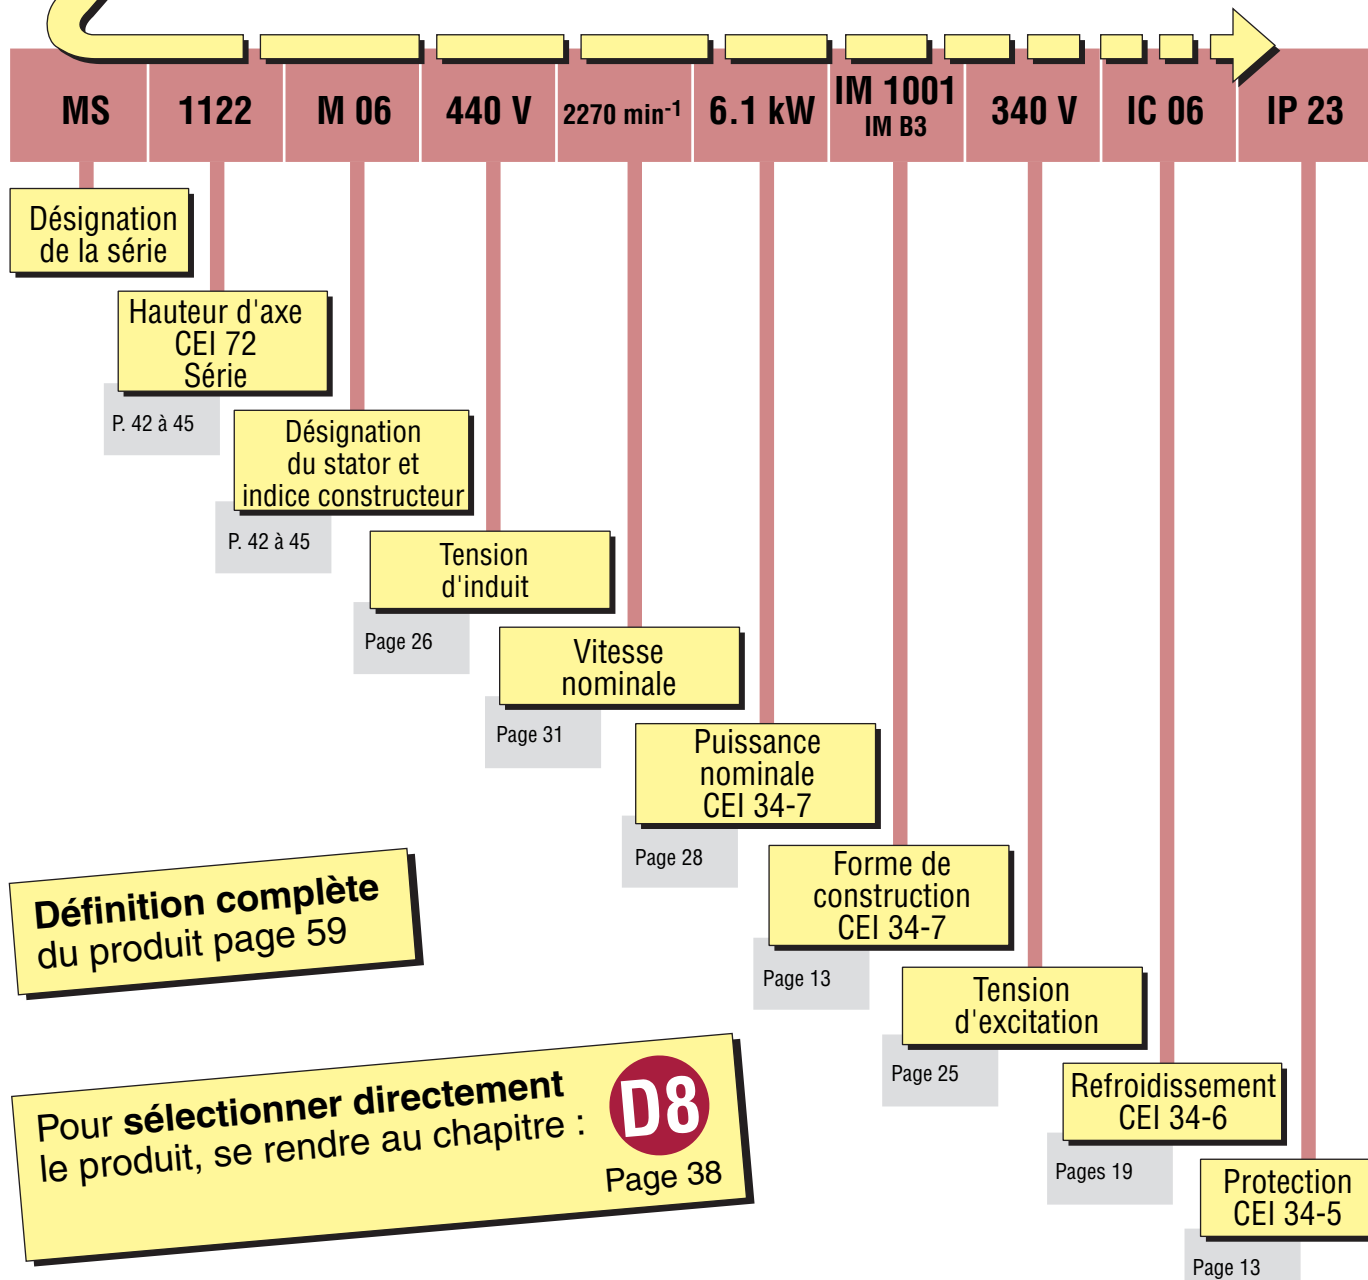 MS
1122
M 06
440 V
2270 min-1
6.1 kW
IM 1001
IM B3
340 V
IC 06
IP 23
Désignation
de la série
Hauteur d'axe
CEI 72
Série
P. 42 à 45
Désignation
du stator et
indice constructeur
P. 42 à 45
Tension
d'induit
Page 26
Vitesse
nominale
Page 31
Puissance
nominale
CEI 34-7
Page 28
Forme de
construction
CEI 34-7
Page 13
Tension
d'excitation
Page 25
Refroidissement
CEI 34-6
Pages 19
Protection
CEI 34-5
Page 13
Définition complète
du produit page 59
Pour sélectionner directement
le produit, se rendre au chapitre :
D8
Page 38